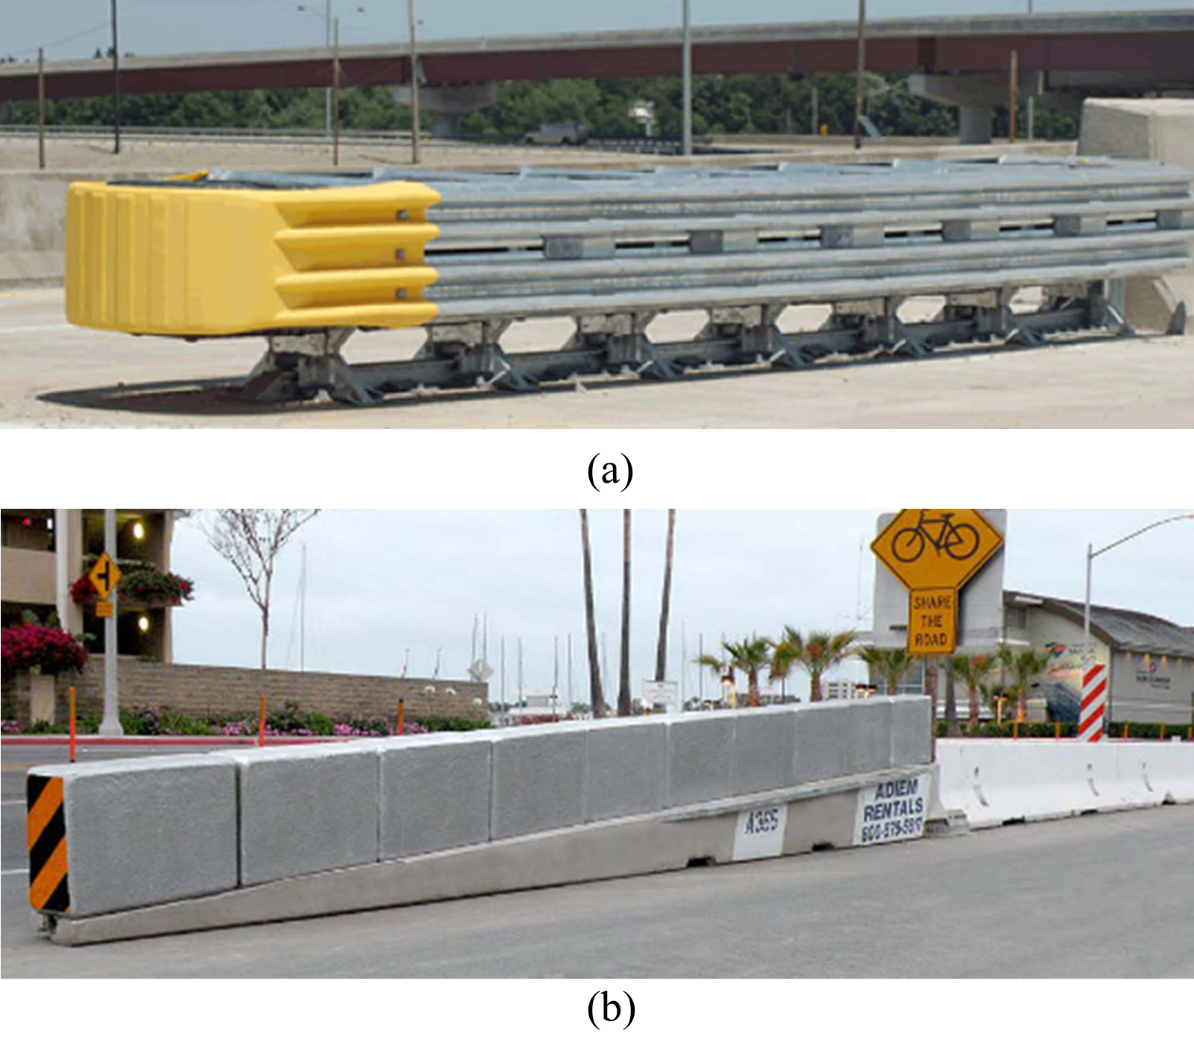 (a)
SHARE
THE
ROAD
A365
ADIEM
RENTALS
(b)